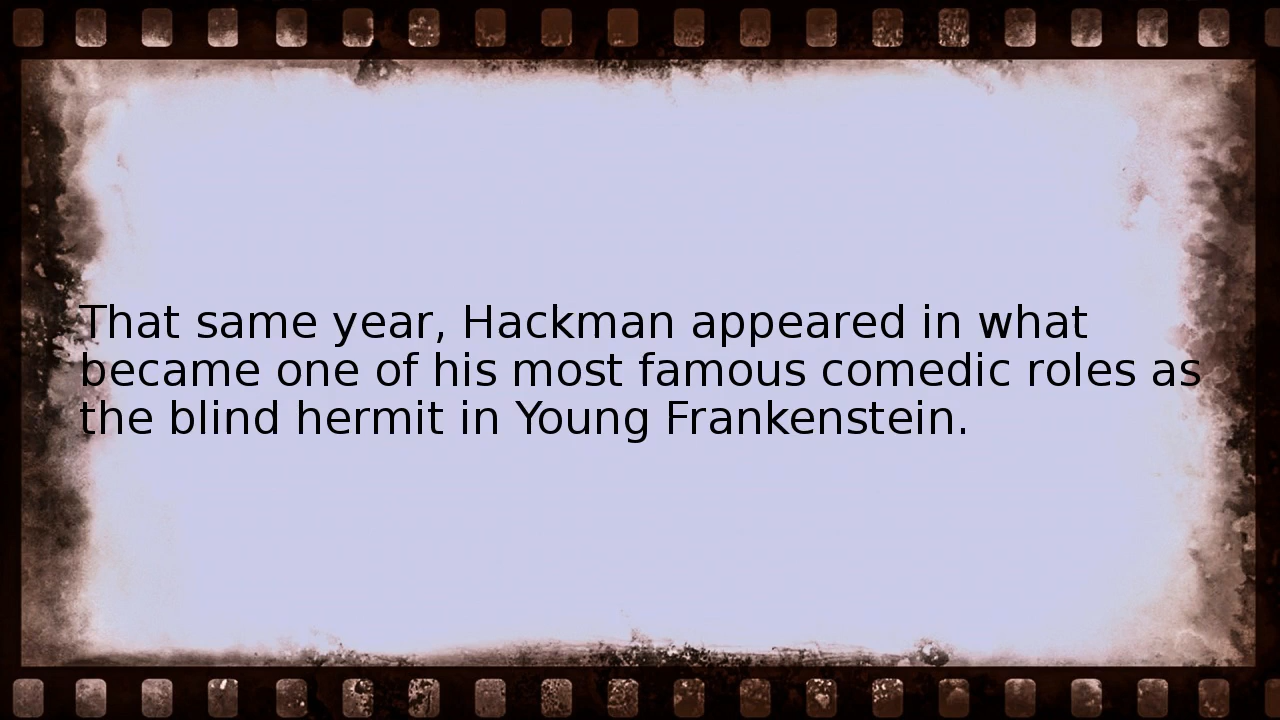 That same year, Hackman appeared in what
became one of his most famous comedic roles as
the blind hermit in Young Frankenstein.